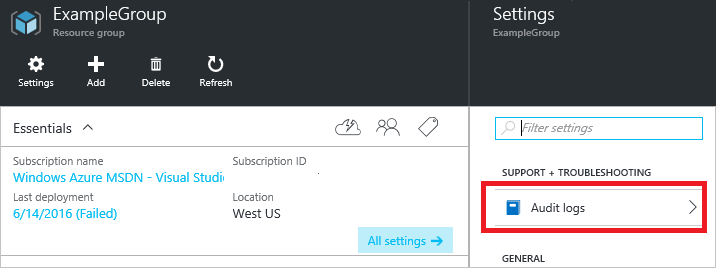 ExampleGroup
Resource group
Settings
Add
Delete
Refresh
Essentials
Subscription name
Subscription ID
Windows Azure MSDN - Visual Studio
Last deployment
Location
6/14/2016 (Failed)
West US
All settings
Settings
ExampleGroup
Filter settings
SUPPORT + TROUBLESHOOTING
Audit logs
GENERAL